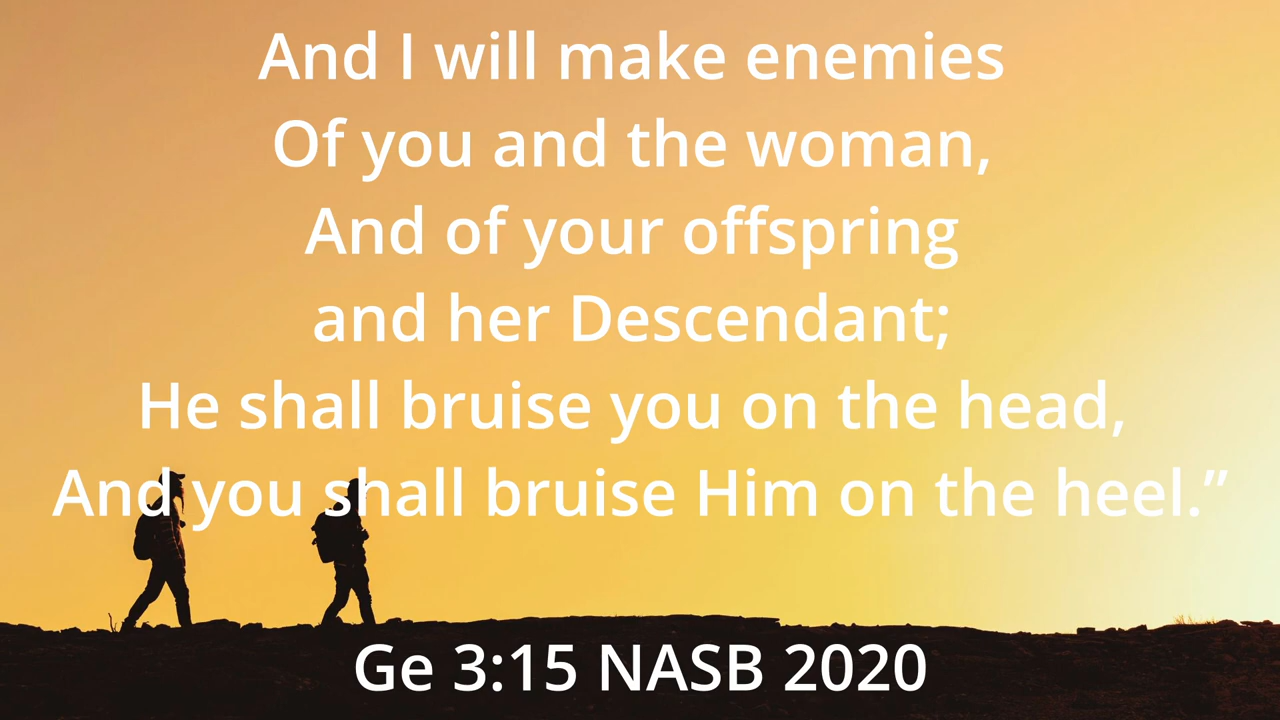 And I will make enemies
Of you and the woman,
And of your offspring
and her Descendant;
He shall bruise you on the head,
And you shall bruise Him on the heel.”
Ge 3:15 NASB 2020